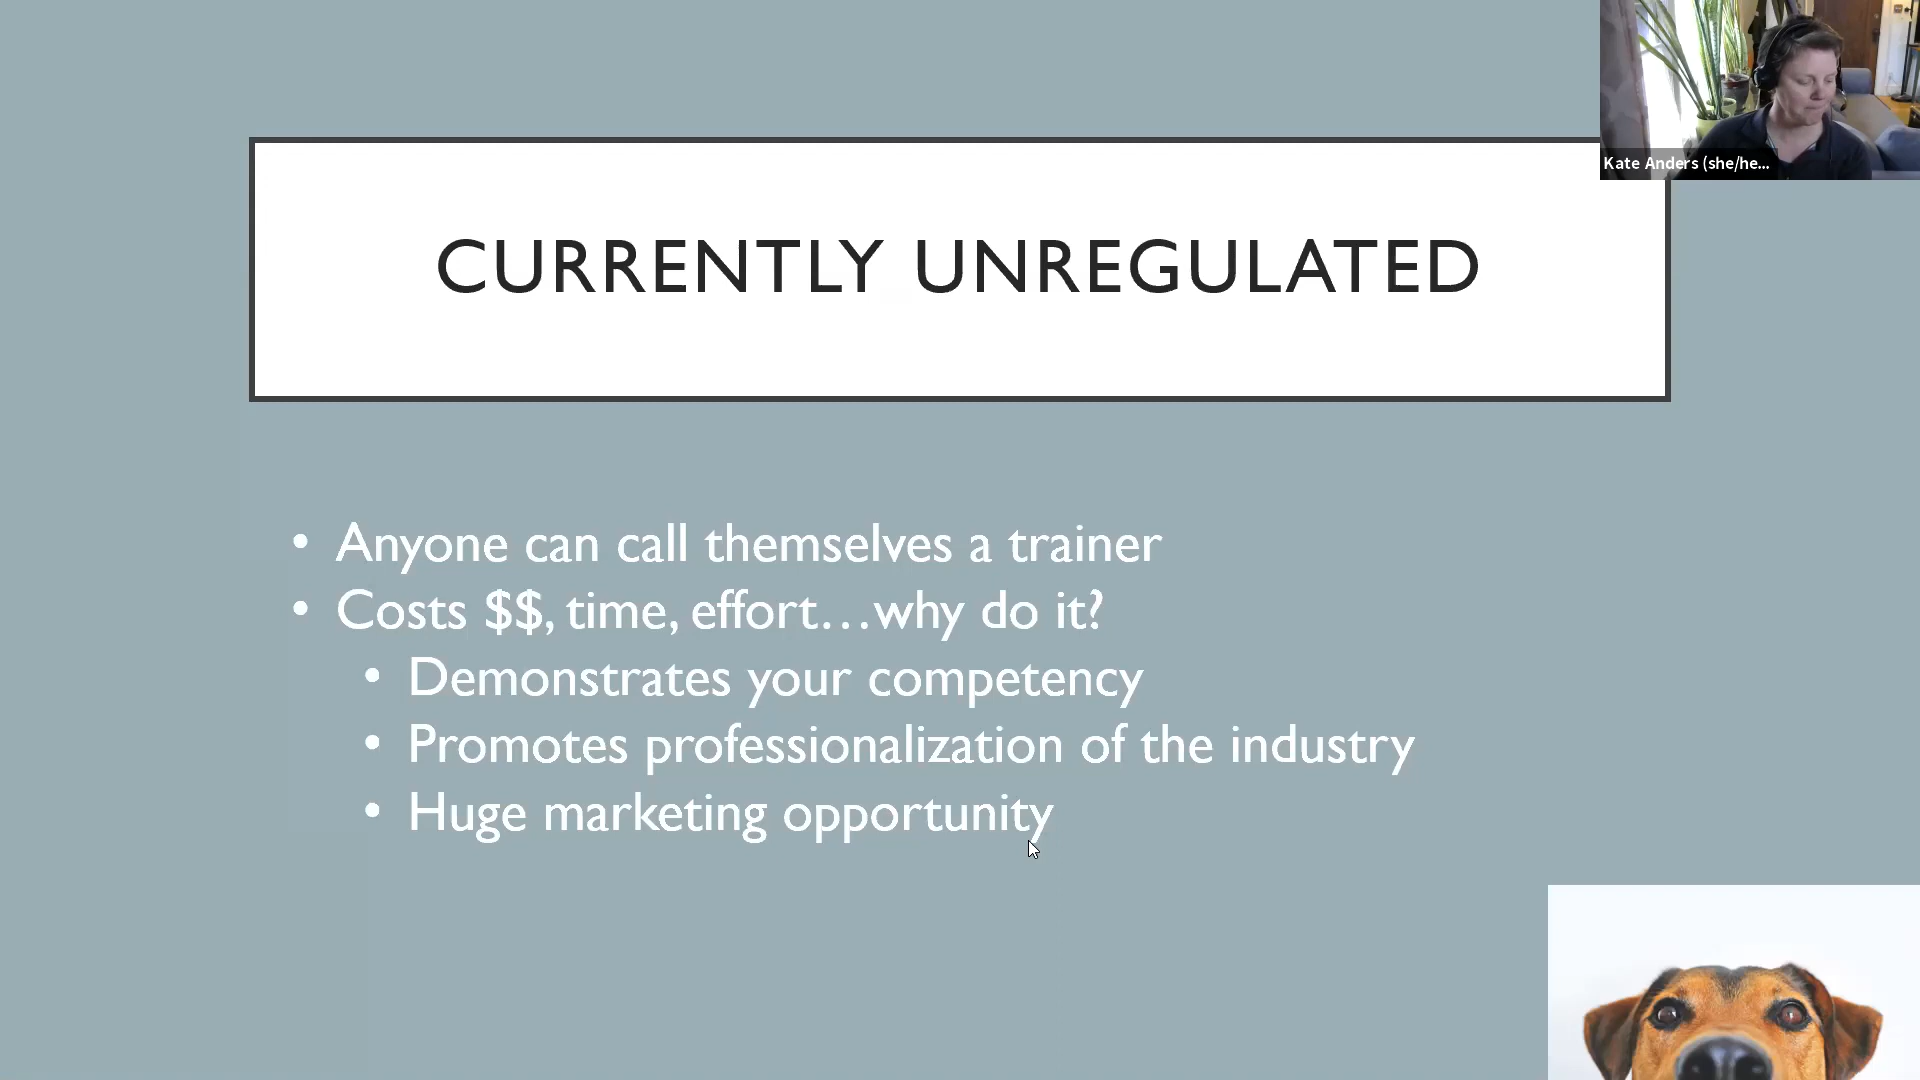 Kate Anders (she/he...
CURRENTLY UNREGULATED
• Anyone can call themselves a trainer
• Costs $$, time, effort…why do it?
• Demonstrates your competency
• Promotes professionalization of the industry
• Huge marketing opportunity